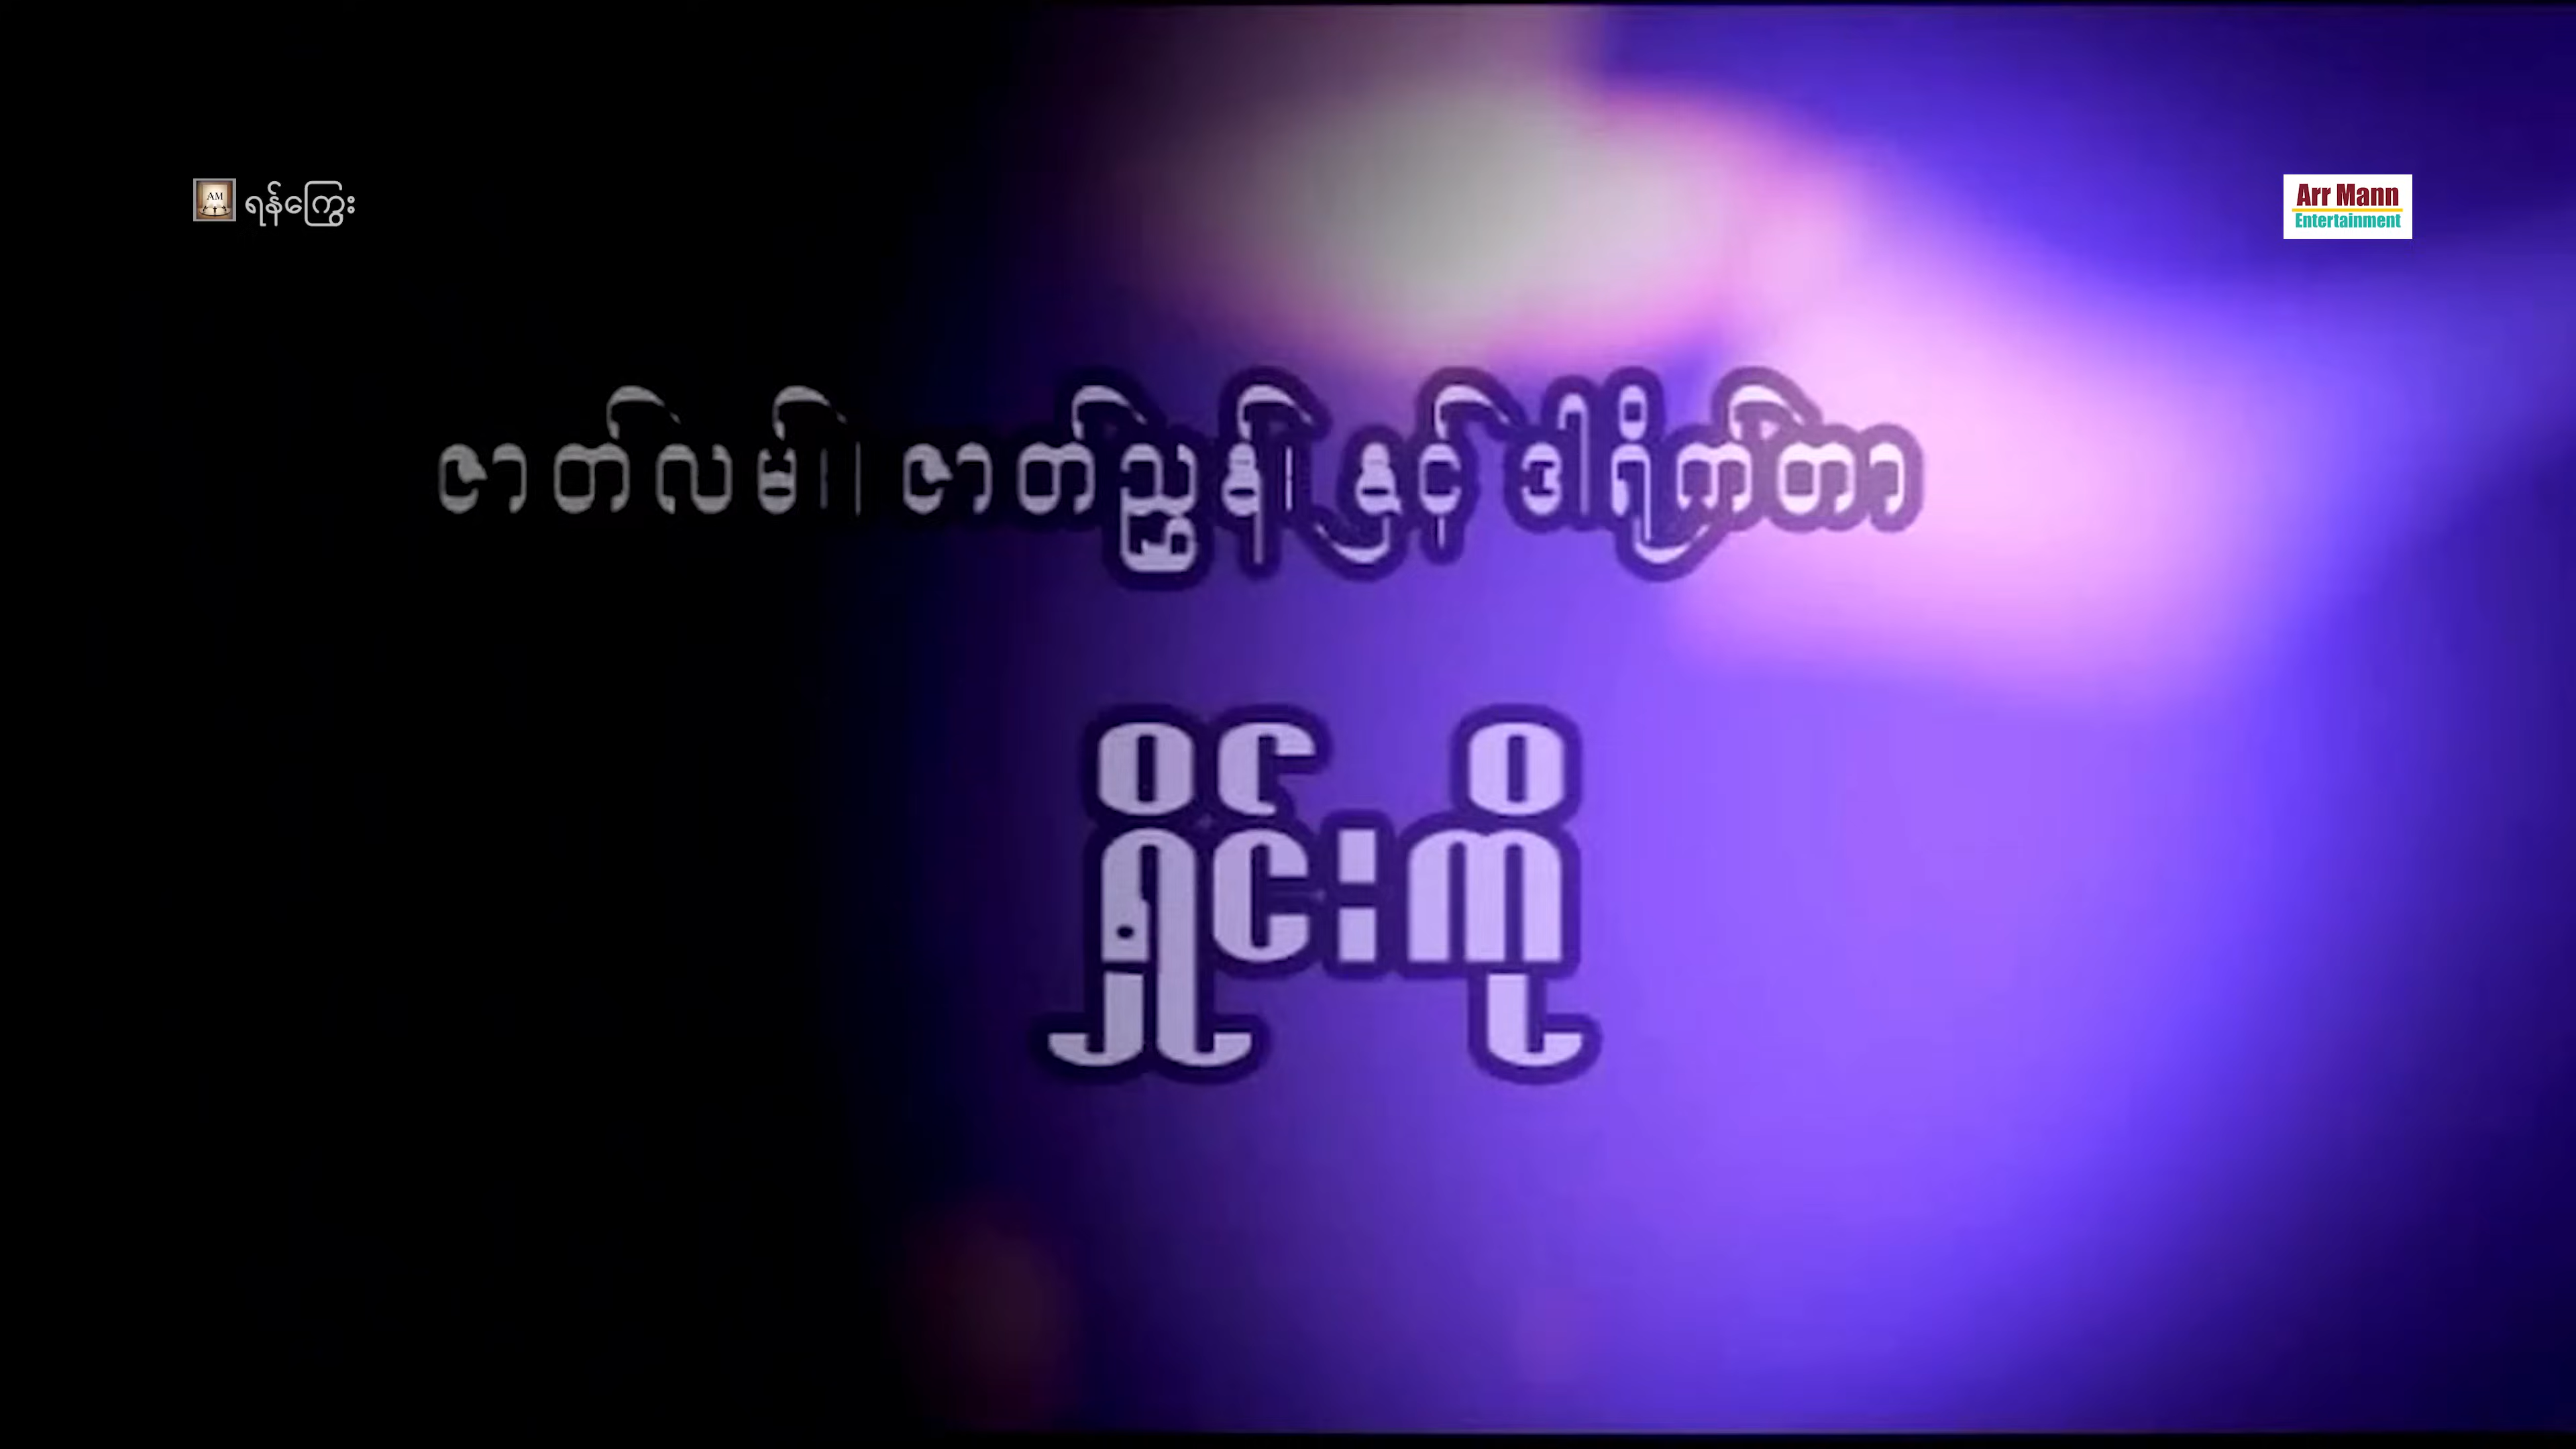 AM ရန်ကြွေး
Arr Mann
Entertainment
ဇာတ်လမ်း၊ ဇာတ်ညွှန်း နှင့် ဒါရိုက်တာ
ရှိုင်းကို